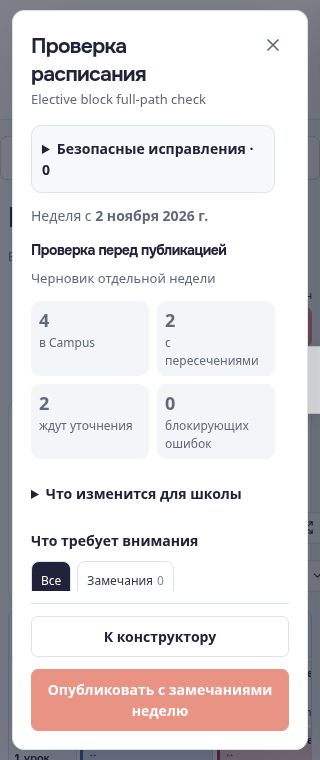 Проверка
расписания
Elective block full-path check
▶ Безопасные исправления ·
0
Неделя с 2 ноября 2026 г.
Проверка перед публикацией
Черновик отдельной недели
4
в Campus
2
с
пересечениями
2
ждут уточнения
0
блокирующих
ошибок
▶ Что изменится для школы
Что требует внимания
Все
Замечания 0
К конструктору
Опубликовать с замечаниями
неделю
1 урок